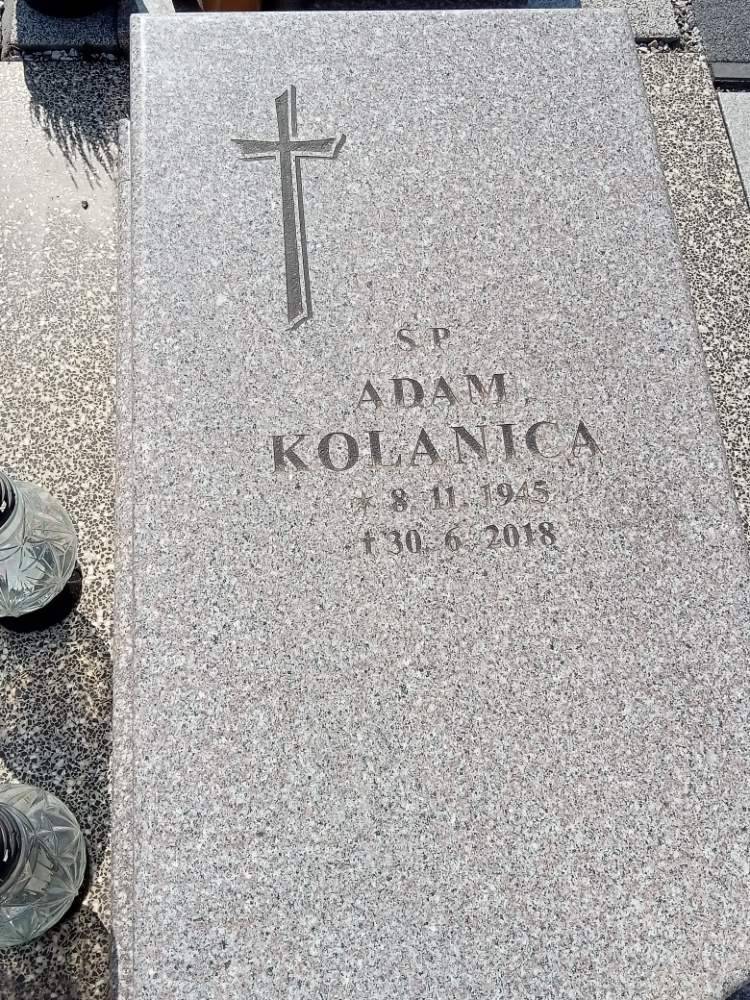 Ś P
ADAM
KOLANICA
* 8. 11. 1945
† 30. 6. 2018